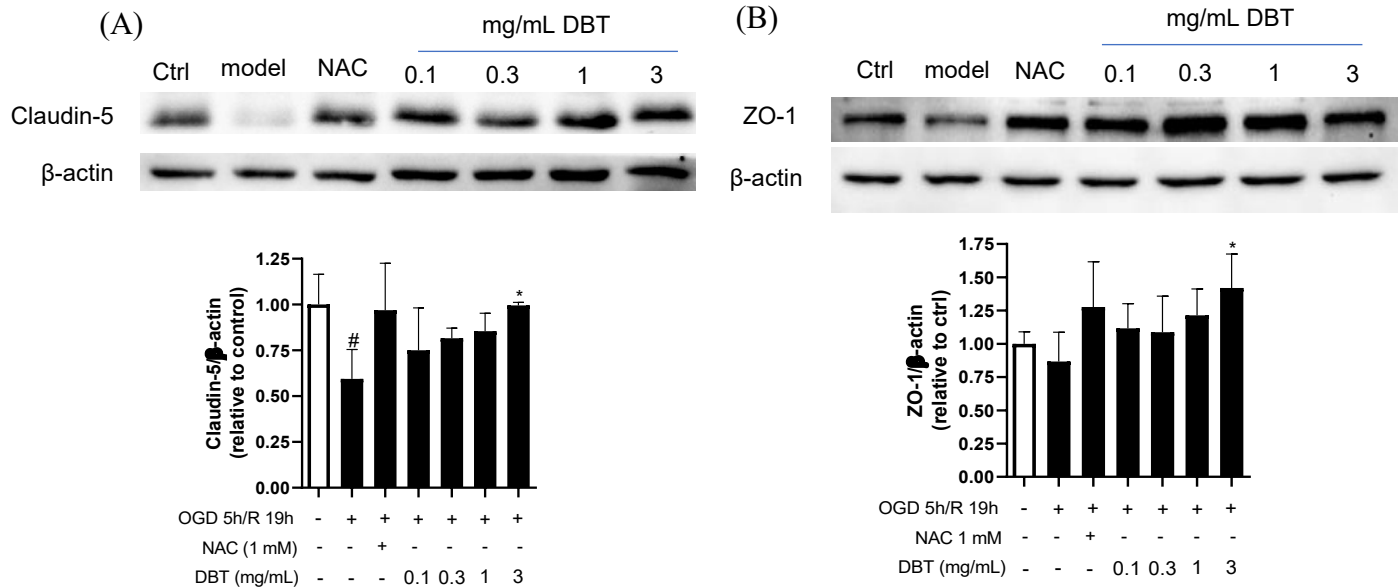 (A)
mg/mL DBT
Ctrl model NAC 0.1 0.3 1 3
Claudin-5
β-actin
1.25
1.00
0.75
0.50
0.25
0.00
Claudin-5/β-actin
(relative to control)
#
*
OGD 5h/R 19h - + + + + + +
NAC (1 mM) - - + - - - -
DBT (mg/mL) - - - 0.1 0.3 1 3
(B)
mg/mL DBT
Ctrl model NAC 0.1 0.3 1 3
ZO-1
β-actin
1.75
1.50
1.25
1.00
0.75
0.50
0.25
0.00
ZO-1/β-actin
(relative to ctrl)
*
OGD 5h/R 19h - + + + + + +
NAC 1 mM - - + - - - -
DBT (mg/mL) - - - 0.1 0.3 1 3